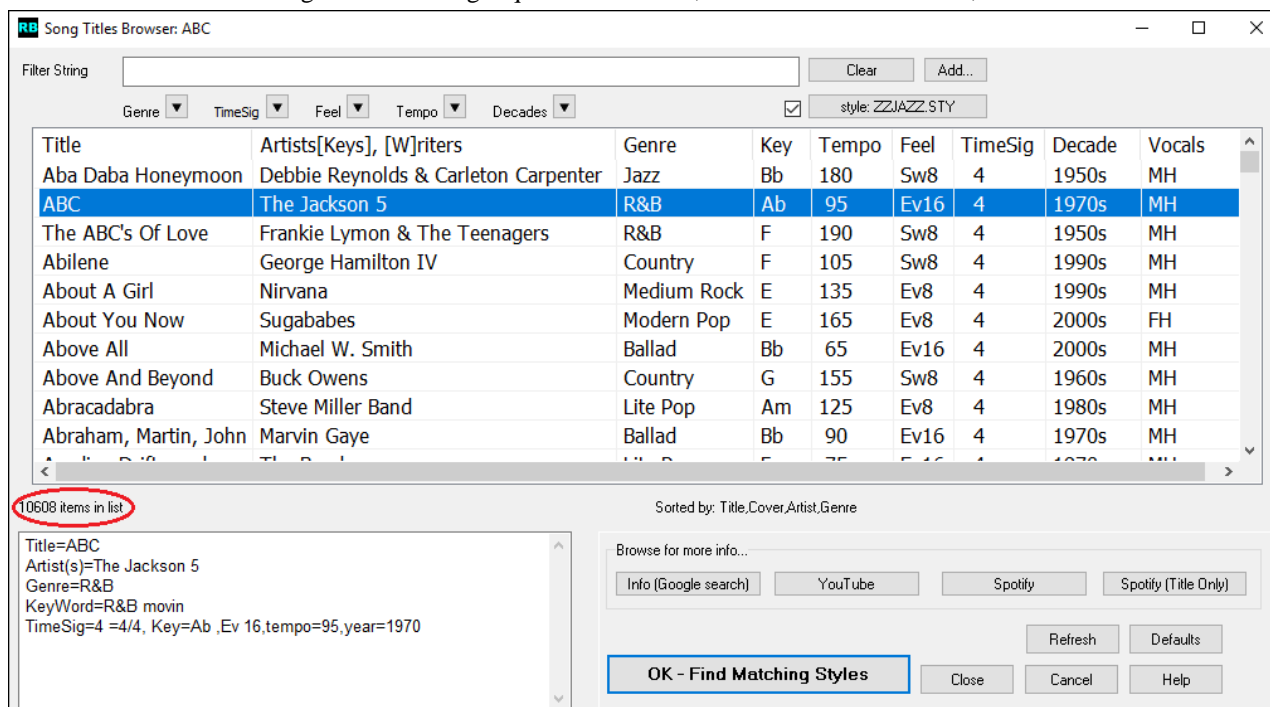 RB Song Titles Browser: ABC
Filter String Clear Add...
Genre TimeSig Feel Tempo Decades style: ZZJAZZ.STY
Title Artists[Keys], [W]riters Genre Key Tempo Feel TimeSig Decade Vocals
Aba Daba Honeymoon Debbie Reynolds & Carleton Carpenter Jazz Bb 180 Sw8 4 1950s MH
ABC The Jackson 5 R&B Ab 95 Ev16 4 1970s MH
The ABC's Of Love Frankie Lymon & The Teenagers R&B F 190 Sw8 4 1950s MH
Abilene George Hamilton IV Country F 105 Sw8 4 1990s MH
About A Girl Nirvana Medium Rock E 135 Ev8 4 1990s MH
About You Now Sugababes Modern Pop E 165 Ev8 4 2000s FH
Above All Michael W. Smith Ballad Bb 65 Ev16 4 2000s MH
Above And Beyond Buck Owens Country G 155 Sw8 4 1960s MH
Abracadabra Steve Miller Band Lite Pop Am 125 Ev8 4 1980s MH
Abraham, Martin, John Marvin Gaye Ballad Bb 90 Ev16 4 1970s MH
10608 items in list Sorted by: Title,Cover,Artist,Genre
Title=ABC
Artist(s)=The Jackson 5
Genre=R&B
KeyWord=R&B movin
TimeSig=4 =4/4, Key=Ab ,Ev 16,tempo=95,year=1970
Browse for more info...
Info (Google search) YouTube Spotify Spotify (Title Only)
Refresh Defaults
OK - Find Matching Styles Close Cancel Help